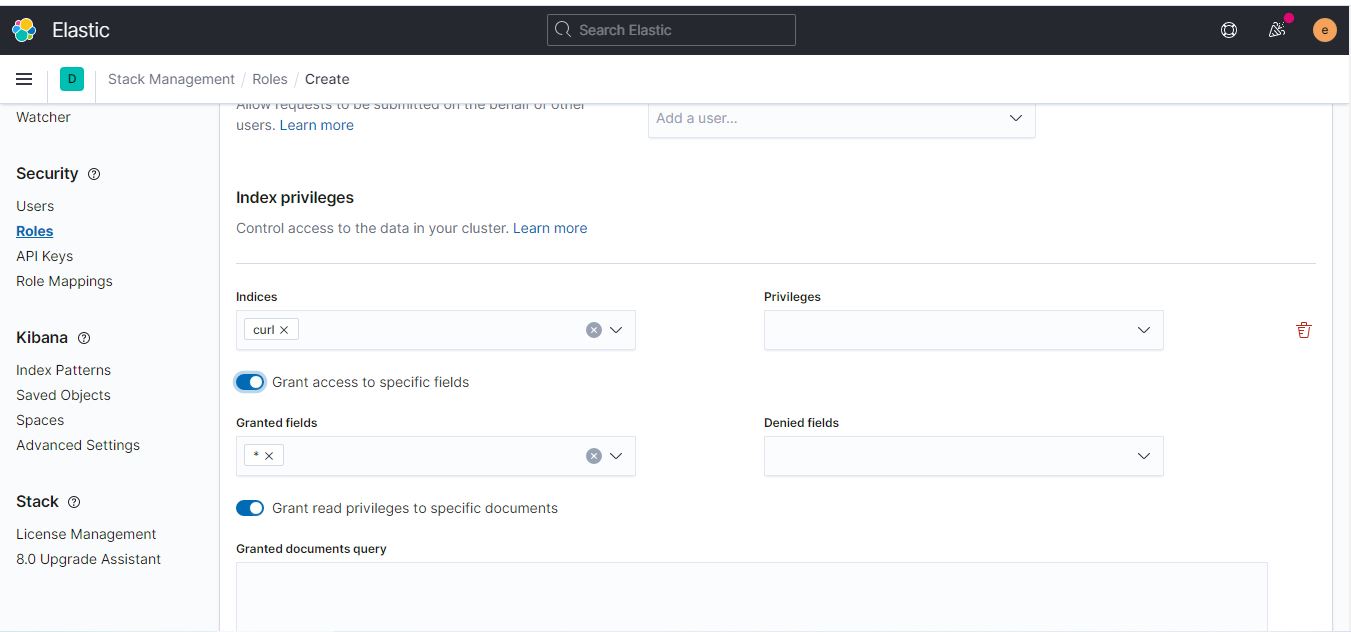 Elastic
Search Elastic
e
D
Stack Management / Roles / Create
Watcher
Security
Users
Roles
API Keys
Role Mappings
Kibana
Index Patterns
Saved Objects
Spaces
Advanced Settings
Stack
License Management
8.0 Upgrade Assistant
Allow requests to be submitted on the behalf of other
users. Learn more
Add a user...
Index privileges
Control access to the data in your cluster. Learn more
Indices
Privileges
curl
Grant access to specific fields
Granted fields
Denied fields
*
Grant read privileges to specific documents
Granted documents query